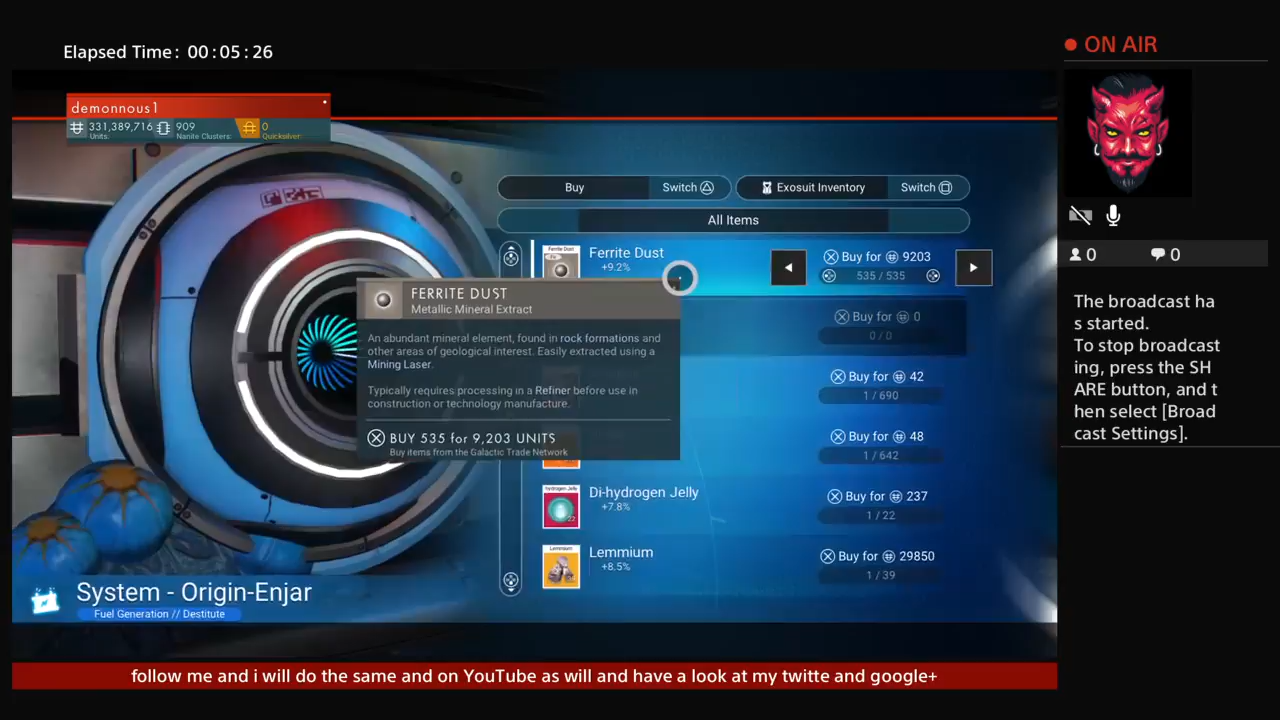 Elapsed Time: 00:05:26
ON AIR
demonnous1
331,389,716
Units:
909
Nanite Clusters:
0
Quicksilver:
Buy
Switch
Exosuit Inventory
Switch
All Items
Ferrite Dust
Ferrite Dust
+9.2%
Buy for 9203
535 / 535
FERRITE DUST
Metallic Mineral Extract
An abundant mineral element, found in rock formations and
other areas of geological interest. Easily extracted using a
Mining Laser.
Typically requires processing in a Refiner before use in
construction or technology manufacture.
BUY 535 for 9,203 UNITS
Buy items from the Galactic Trade Network
Buy for 0
0 / 0
Buy for 42
1 / 690
Buy for 48
1 / 642
hydrogen Jelly
22
Di-hydrogen Jelly
+7.8%
Buy for 237
1 / 22
Lemmium
Lemmium
+8.5%
Buy for 29850
1 / 39
System - Origin-Enjar
Fuel Generation // Destitute
0
0
The broadcast ha
s started.
To stop broadcast
ing, press the SH
ARE button, and t
hen select [Broad
cast Settings].
follow me and i will do the same and on YouTube as will and have a look at my twitte and google+